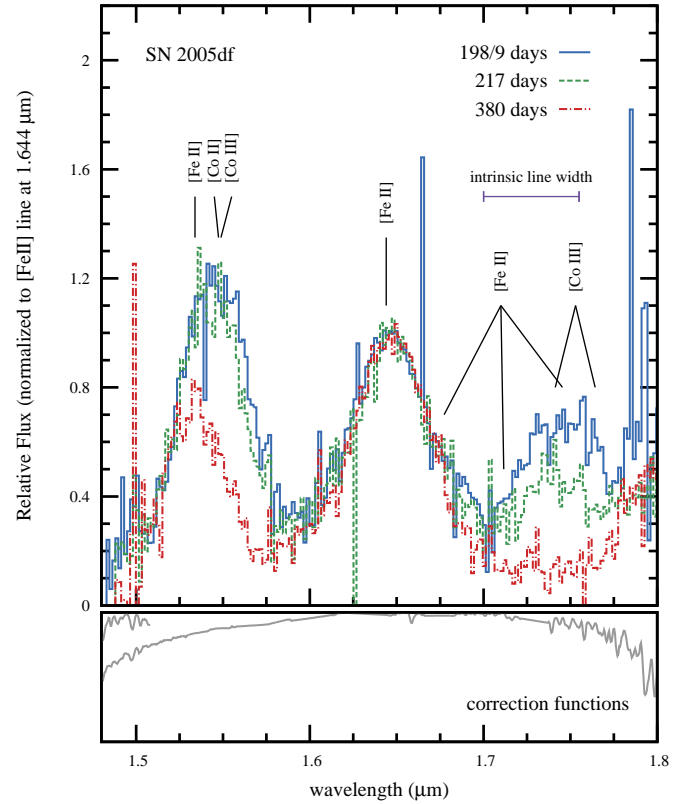 SN 2005df
198/9 days
217 days
380 days
[Fe II]
[Co II]
[Co III]
[Fe II]
intrinsic line width
[Fe II]
[Co III]
Relative Flux (normalized to [FeII] line at 1.644 μm)
2
1.6
1.2
0.8
0.4
0
correction functions
1.5
1.6
1.7
1.8
wavelength (μm)